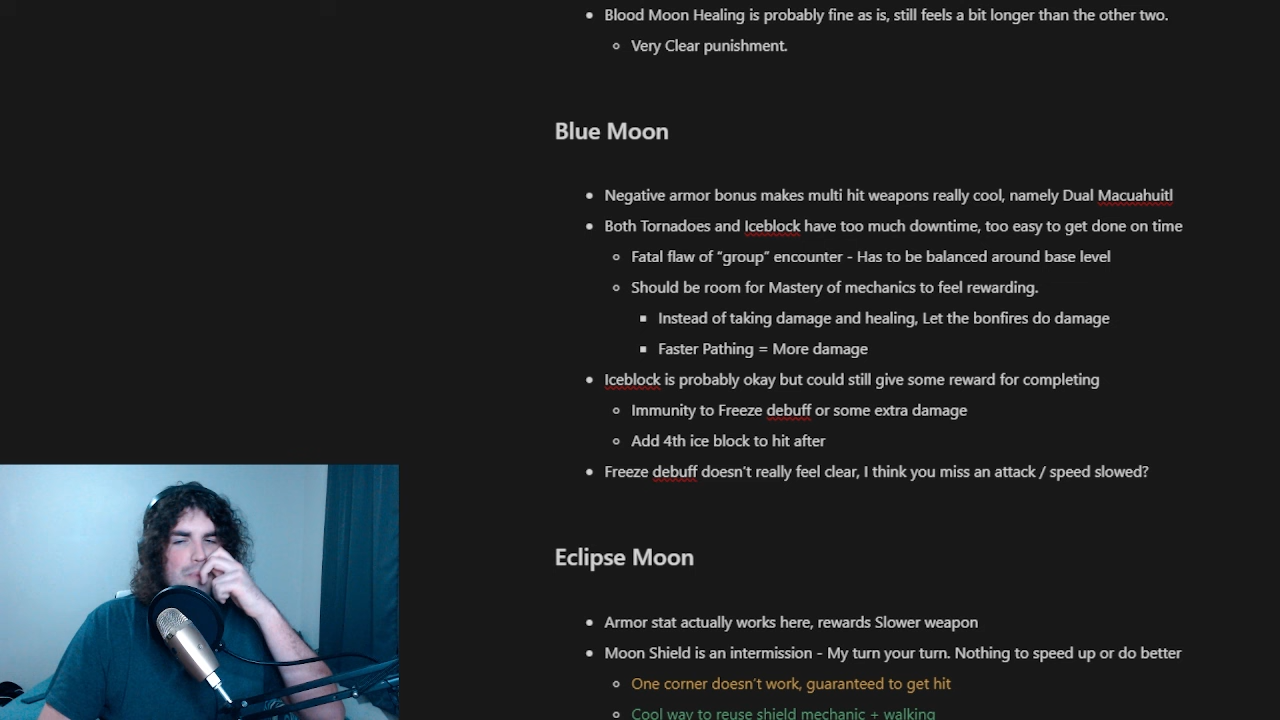 Blood Moon Healing is probably fine as is, still feels a bit longer than the other two.
Very Clear punishment.
Blue Moon
Negative armor bonus makes multi hit weapons really cool, namely Dual Macuahuitl
Both Tornadoes and Iceblock have too much downtime, too easy to get done on time
Fatal flaw of “group” encounter - Has to be balanced around base level
Should be room for Mastery of mechanics to feel rewarding.
Instead of taking damage and healing, Let the bonfires do damage
Faster Pathing = More damage
Iceblock is probably okay but could still give some reward for completing
Immunity to Freeze debuff or some extra damage
Add 4th ice block to hit after
Freeze debuff doesn't really feel clear, I think you miss an attack / speed slowed?
Eclipse Moon
Armor stat actually works here, rewards Slower weapon
Moon Shield is an intermission - My turn your turn. Nothing to speed up or do better
One corner doesn't work, guaranteed to get hit
Cool way to reuse shield mechanic + walking